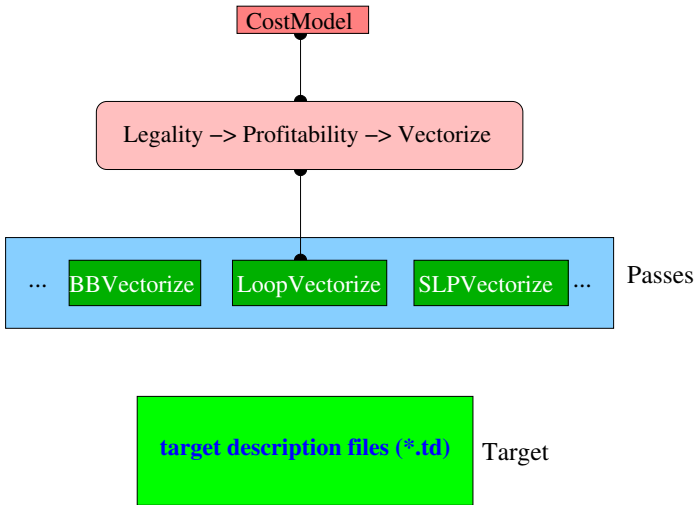 CostModel
Legality −> Profitability −> Vectorize
... BBVectorize LoopVectorize SLPVectorize ...
Passes
target description files (*.td)
Target